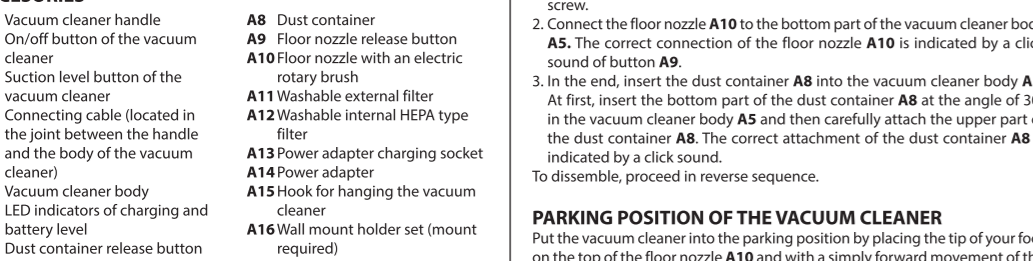 Vacuum cleaner handle
On/off button of the vacuum
cleaner
Suction level button of the
vacuum cleaner
Connecting cable (located in
the joint between the handle
and the body of the vacuum
cleaner)
Vacuum cleaner body
LED indicators of charging and
battery level
Dust container release button
A8 Dust container
A9 Floor nozzle release button
A10 Floor nozzle with an electric
rotary brush
A11 Washable external filter
A12 Washable internal HEPA type
filter
A13 Power adapter charging socket
A14 Power adapter
A15 Hook for hanging the vacuum
cleaner
A16 Wall mount holder set (mount
required)
screw.
2. Connect the floor nozzle A10 to the bottom part of the vacuum cleaner
A5. The correct connection of the floor nozzle A10 is indicated by a
sound of button A9.
3. In the end, insert the dust container A8 into the vacuum cleaner body
At first, insert the bottom part of the dust container A8 at the angle of
in the vacuum cleaner body A5 and then carefully attach the upper part
the dust container A8. The correct attachment of the dust container A8
indicated by a click sound.
To dissemble, proceed in reverse sequence.
PARKING POSITION OF THE VACUUM CLEANER
Put the vacuum cleaner into the parking position by placing the tip of your
on the top of the floor nozzle A10 and with a simply forward movement of